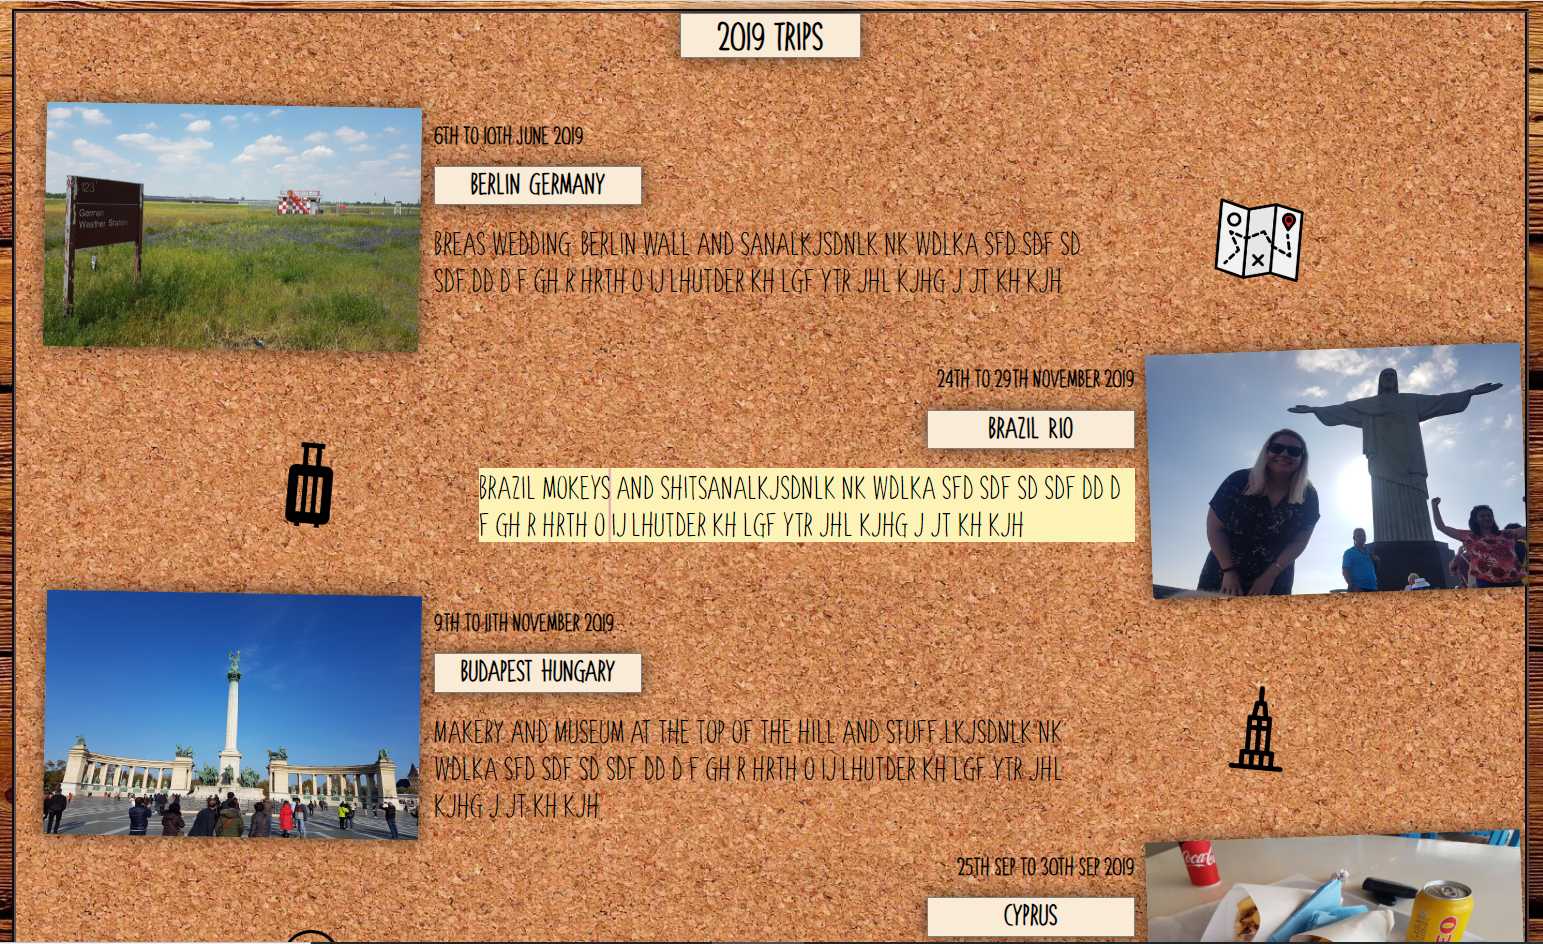 2019 TRIPS
123
German
Weather Station
6TH TO 10TH JUNE 2019
BERLIN GERMANY
BREAS WEDDING BERLIN WALL AND SANALKJSDNLK NK WDLKA SFD SDF SD
SDF DD D F GH R HRTH O IJ LHUTDER KH LGF YTR JHL KJHG J JT KH KJH
24TH TO 29TH NOVEMBER 2019
BRAZIL RIO
BRAZIL MOKEYS AND SHITSANALKJSDNLK NK WDLKA SFD SDF SD SDF DD D
F GH R HRTH O IJ LHUTDER KH LGF YTR JHL KJHG J JT KH KJH
9TH TO 11TH NOVEMBER 2019
BUDAPEST HUNGARY
MAKERY AND MUSEUM AT THE TOP OF THE HILL AND STUFF LKJSDNLK NK
WDLKA SFD SDF SD SDF DD D F GH R HRTH O IJ LHUTDER KH LGF YTR JHL
KJHG J JT KH KJH
25TH SEP TO 30TH SEP 2019
CYPRUS
Coca